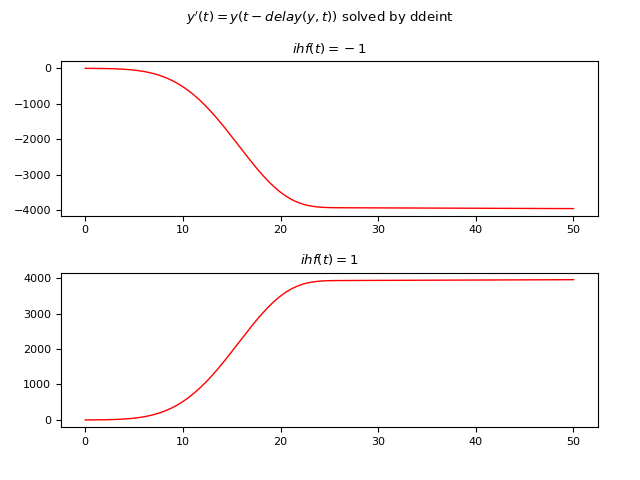 y'(t) = y(t − delay(y, t)) solved by ddeint
ihf(t) = − 1
0
−1000
−2000
−3000
−4000
0 10 20 30 40 50
ihf(t) = 1
4000
3000
2000
1000
0
0 10 20 30 40 50